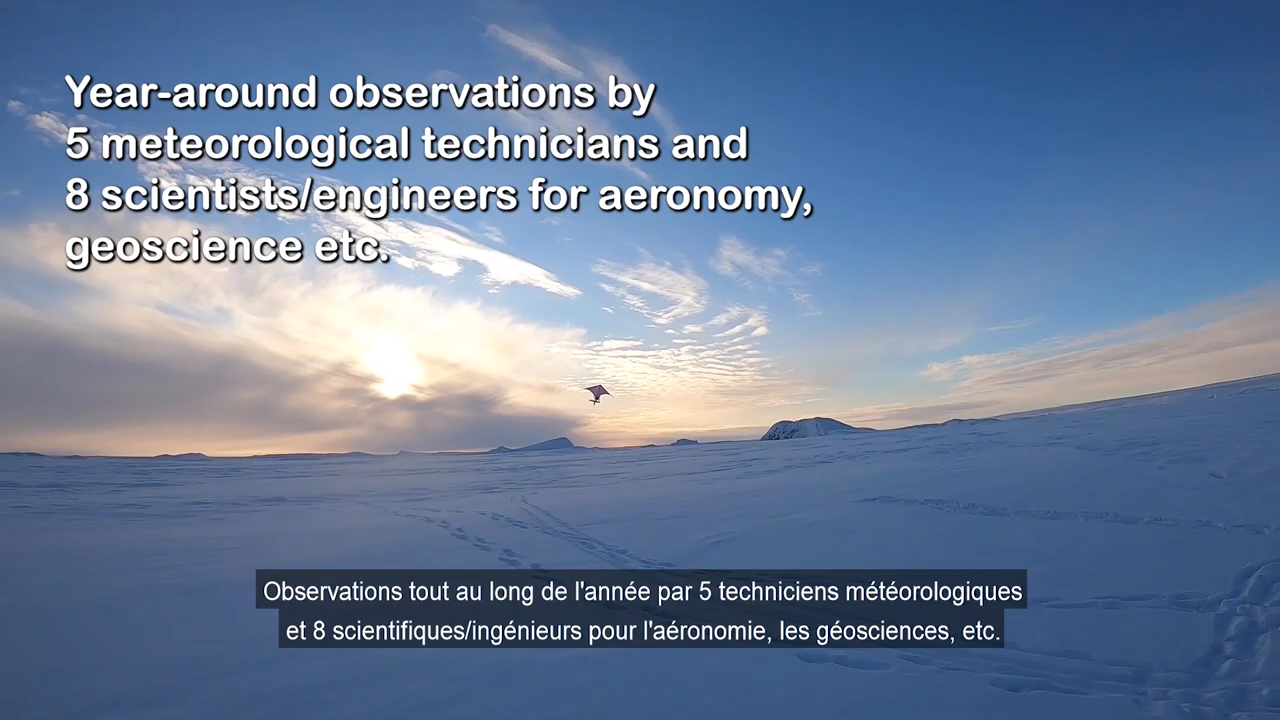 Year-around observations by
5 meteorological technicians and
8 scientists/engineers for aeronomy,
geoscience etc.
Observations tout au long de l'année par 5 techniciens météorologiques
et 8 scientifiques/ingénieurs pour l'aéronomie, les géosciences, etc.